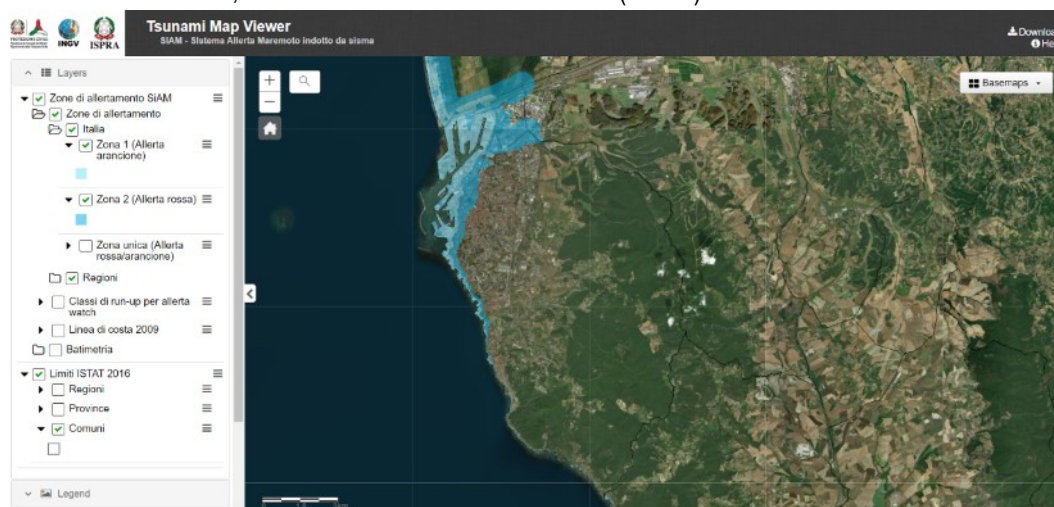 Tsunami Map Viewer
SiAM - Sistema Allerta Maremoto indotto da sisma
INGV
ISPRA
Downloa
He
Layers
Zone di allertamento SiAM
Zone di allertamento
Italia
Zona 1 (Allerta
arancione)
Zona 2 (Allerta rossa)
Zona unica (Allerta
rossa/arancione)
Regioni
Classi di run-up per allerta
watch
Linea di costa 2009
Batimetria
Limiti ISTAT 2016
Regioni
Province
Comuni
Legend
Basemaps